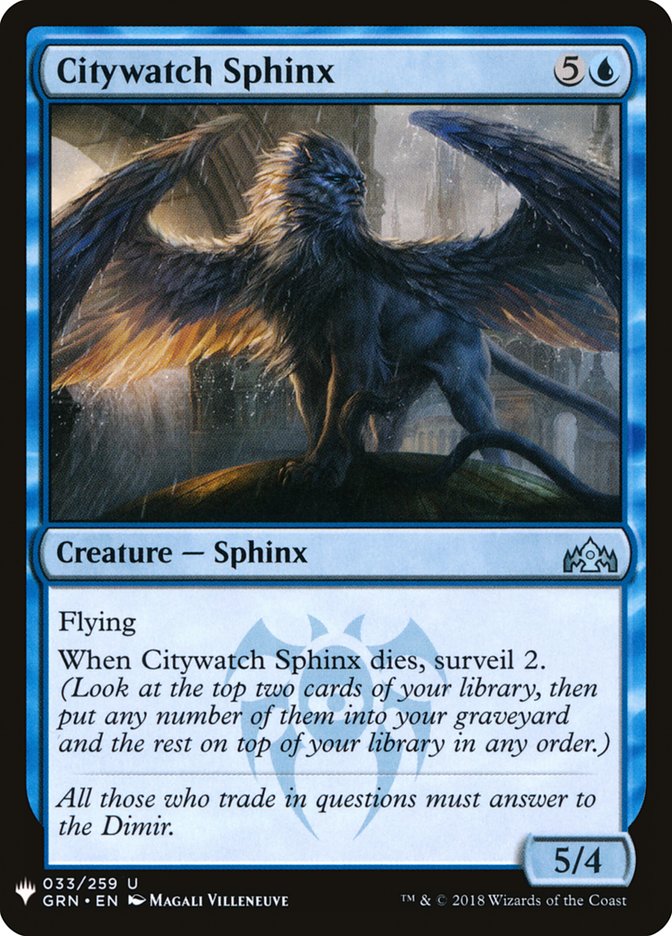 Citywatch Sphinx 5
Creature — Sphinx
Flying
When Citywatch Sphinx dies, surveil 2.
(Look at the top two cards of your library, then
put any number of them into your graveyard
and the rest on top of your library in any order.)
All those who trade in questions must answer to
the Dimir.
5/4
033/259 U
GRN • EN Magali Villeneuve
™ & © 2018 Wizards of the Coast